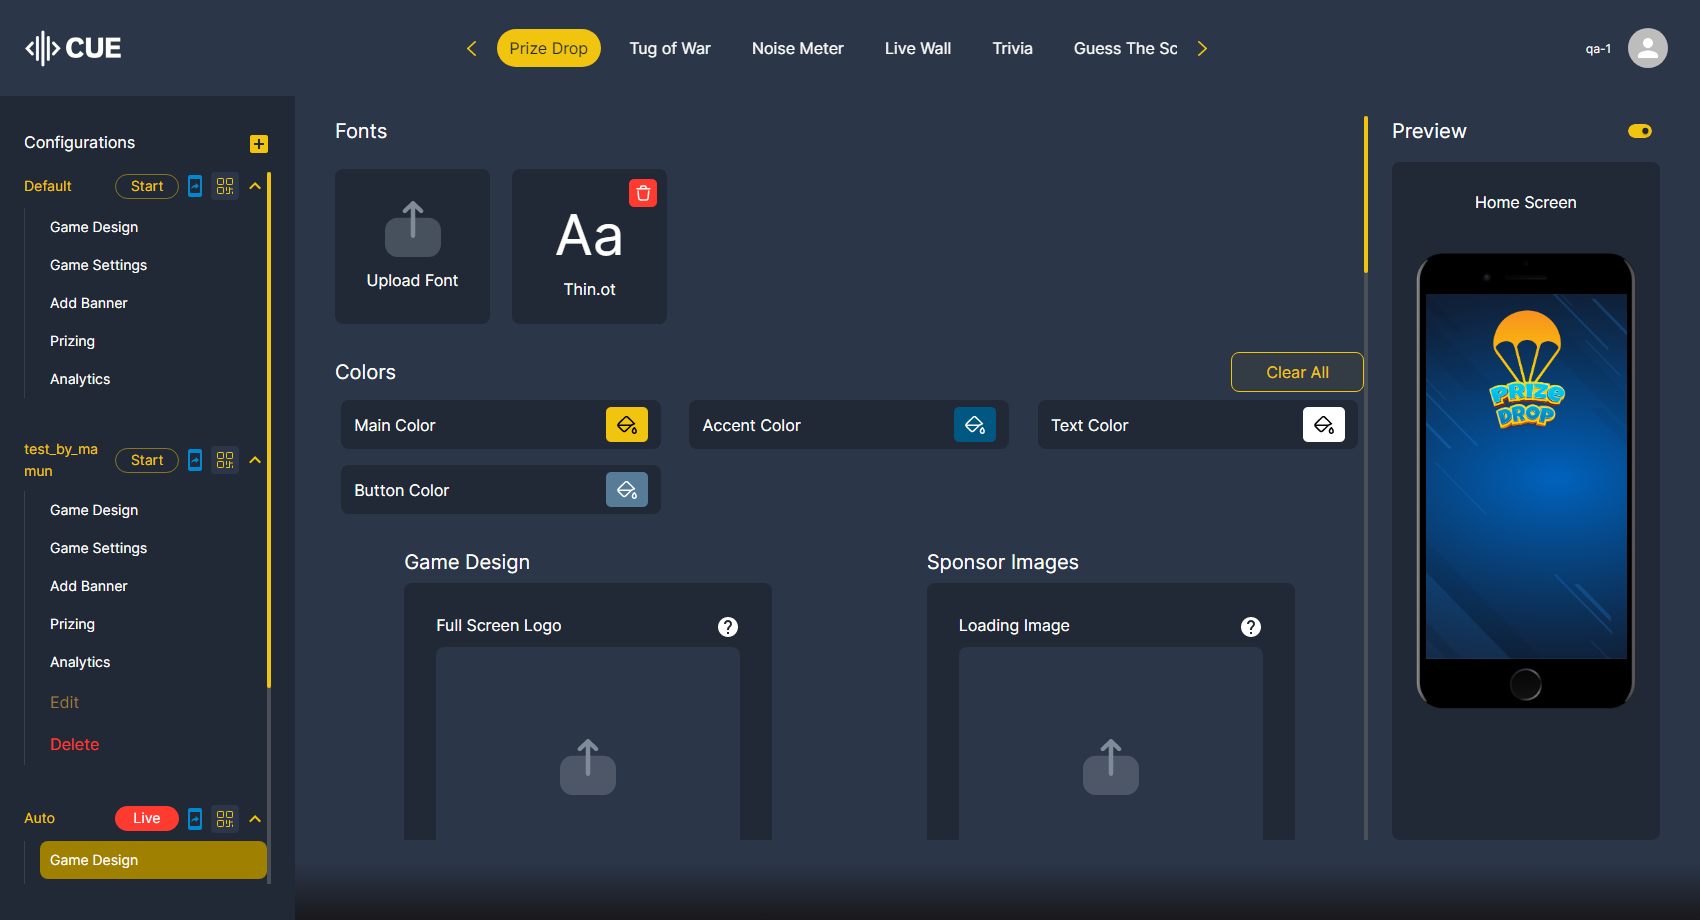 CUE
Prize Drop
Tug of War
Noise Meter
Live Wall
Trivia
Guess The Sc
qa-1
Configurations
Default
Start
Game Design
Game Settings
Add Banner
Prizing
Analytics
test_by_ma
mun
Start
Game Design
Game Settings
Add Banner
Prizing
Analytics
Edit
Delete
Auto
Live
Game Design
Fonts
Upload Font
Aa
Thin.ot
Colors
Clear All
Main Color
Accent Color
Text Color
Button Color
Game Design
Full Screen Logo
?
Sponsor Images
Loading Image
?
Preview
Home Screen
PRIZE
DROP